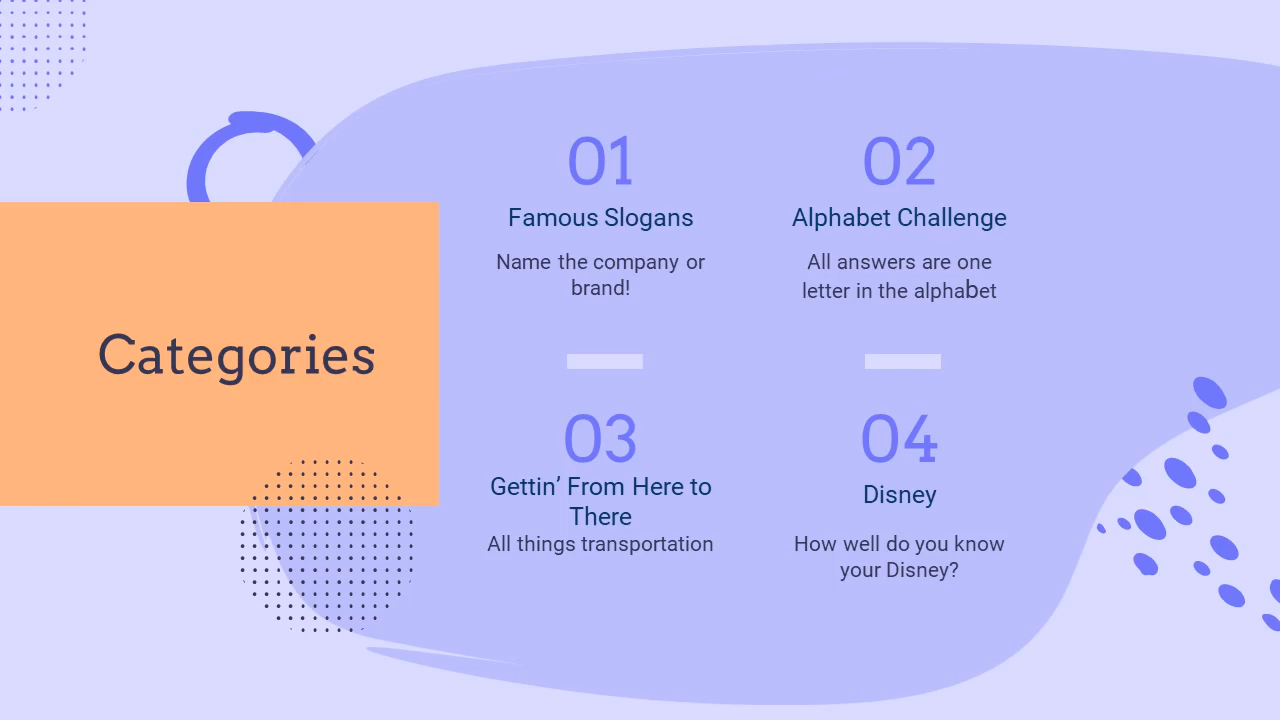 Categories
01
Famous Slogans
Name the company or
brand!
02
Alphabet Challenge
All answers are one
letter in the alphabet
03
Gettin’ From Here to
There
All things transportation
04
Disney
How well do you know
your Disney?